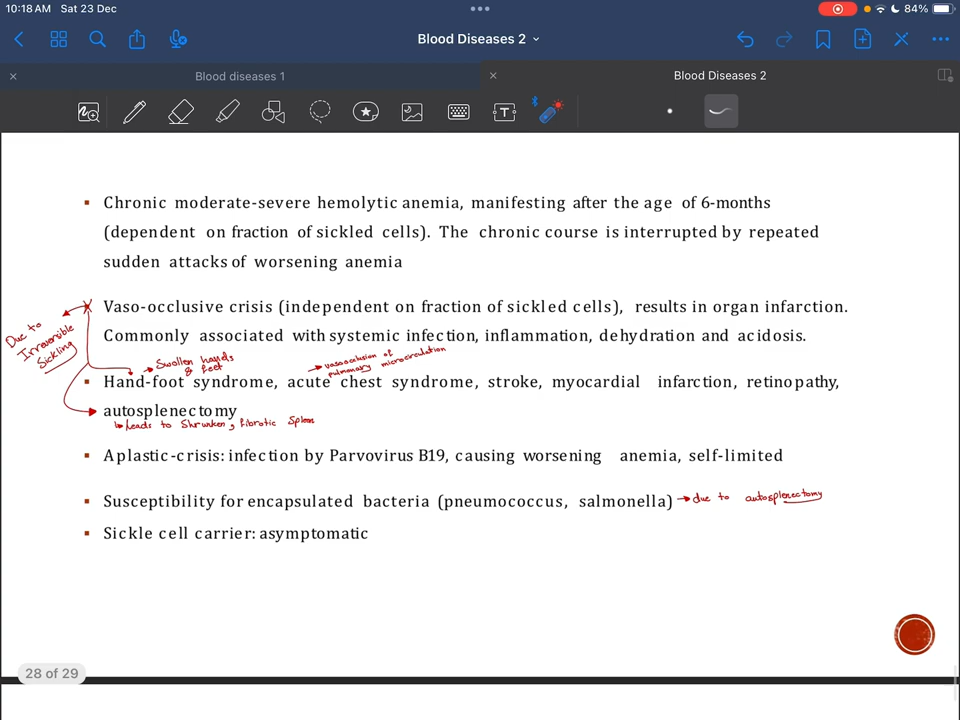 10:18 AM Sat 23 Dec 84%
Blood Diseases 2
Blood diseases 1
Blood Diseases 2
▪ Chronic moderate-severe hemolytic anemia, manifesting after the age of 6-months
(dependent on fraction of sickled cells). The chronic course is interrupted by repeated
sudden attacks of worsening anemia
Vaso-occlusive crisis (independent on fraction of sickled cells), results in organ infarction.
Commonly associated with systemic infection, inflammation, dehydration and acidosis.
Due to
Irreversible
Sickling
Swollen hands
& feet
vasoocclusion of
pulmonary microcirculation
▪ Hand-foot syndrome, acute chest syndrome, stroke, myocardial infarction, retinopathy,
autosplenectomy
Leads to Shrunken, fibrotic Spleen
▪ Aplastic-crisis: infection by Parvovirus B19, causing worsening anemia, self-limited
▪ Susceptibility for encapsulated bacteria (pneumococcus, salmonella) → due to autosplenectomy
▪ Sickle cell carrier: asymptomatic
28 of 29